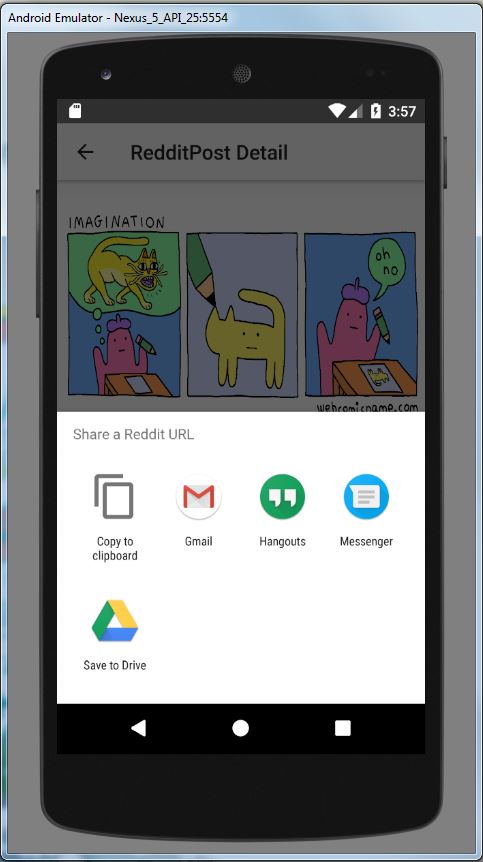 Android Emulator - Nexus_5_API_25:5554
3:57
RedditPost Detail
IMAGINATION
oh
no
webcomicname.com
Share a Reddit URL
Copy to
clipboard
Gmail
Hangouts
Messenger
Save to Drive